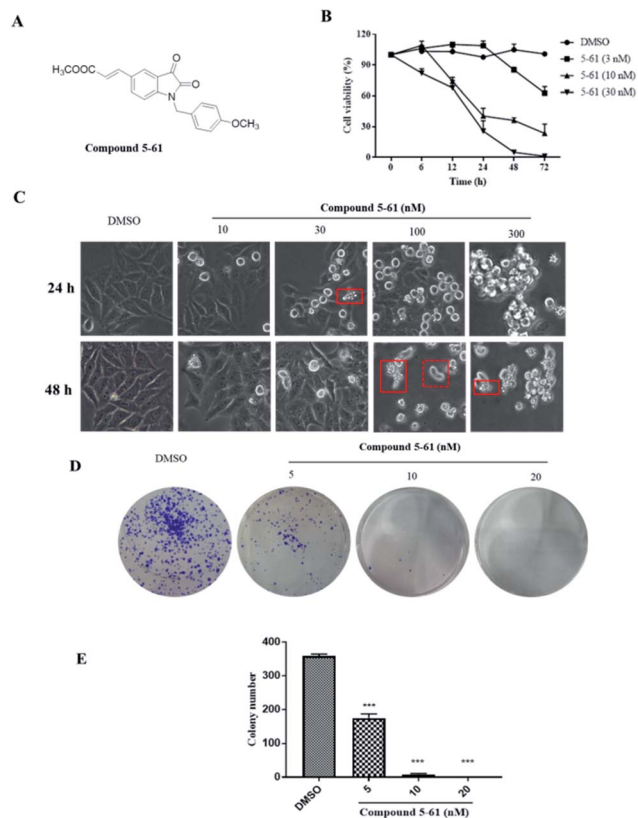 A
H₃COOC
O
O
N
OCH₃
Compound 5-61
B
Cell viability (%)
120
90
60
30
0
0 6 12 24 48 72
Time (h)
DMSO
5-61 (3 nM)
5-61 (10 nM)
5-61 (30 nM)
C
Compound 5-61 (nM)
DMSO 10 30 100 300
24 h
48 h
D
Compound 5-61 (nM)
DMSO 5 10 20
E
Colony number
400
300
200
100
0
*** *** ***
DMSO 5 10 20
Compound 5-61 (nM)